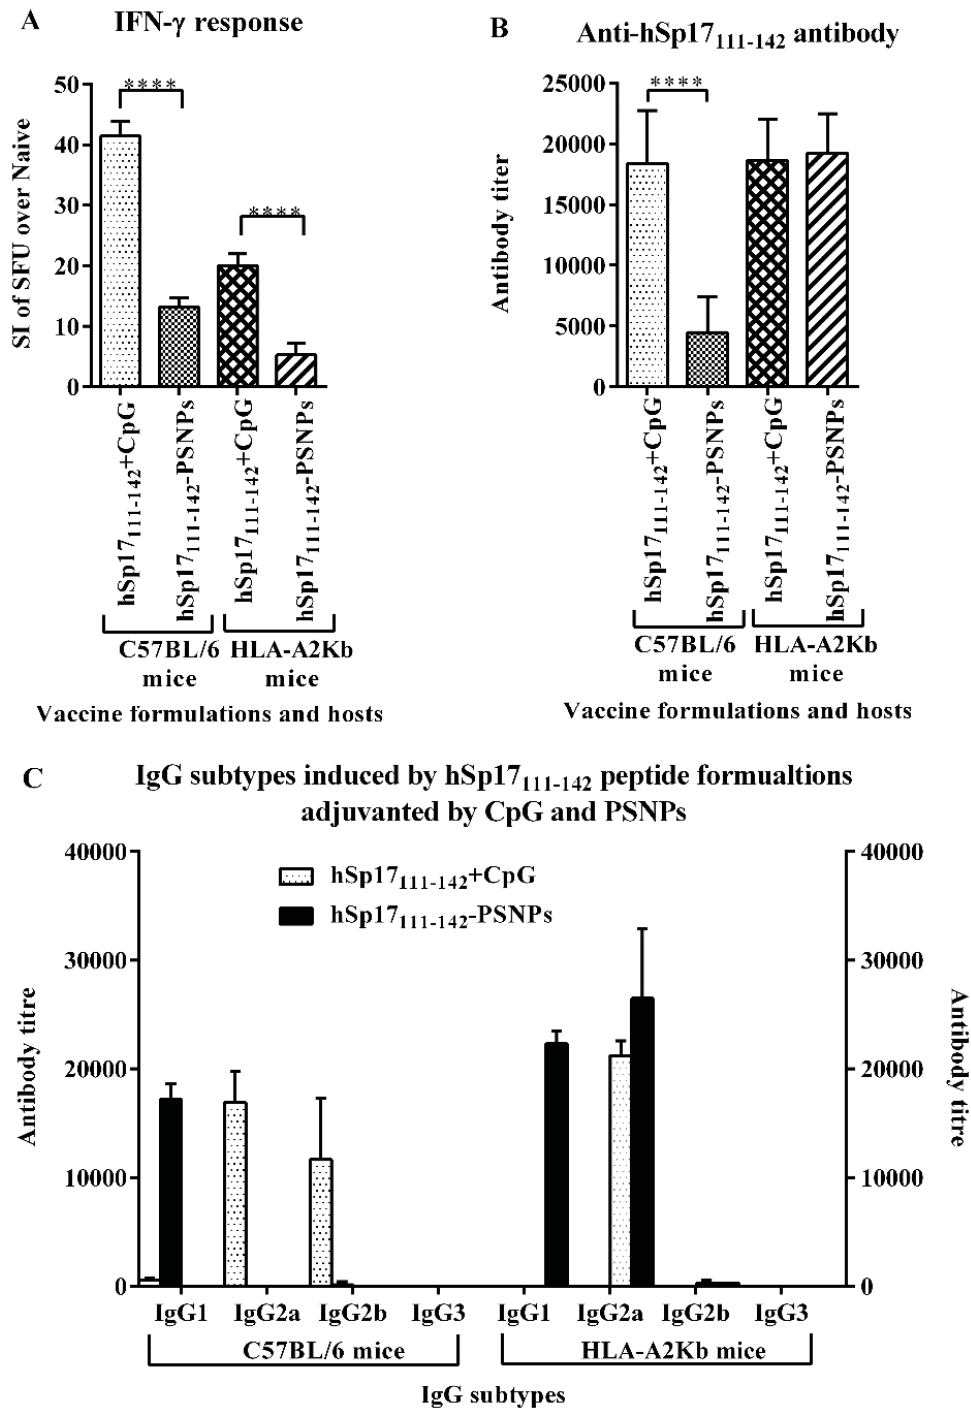 A
IFN-γ response
SI of SFU over Naive
50
40
30
20
10
0
****
****
hSp17111-142+CpG
hSp17111-142-PSNPs
hSp17111-142+CpG
hSp17111-142-PSNPs
C57BL/6 mice
HLA-A2Kb mice
Vaccine formulations and hosts
B
Anti-hSp17111-142 antibody
Antibody titer
25000
20000
15000
10000
5000
0
****
hSp17111-142+CpG
hSp17111-142-PSNPs
hSp17111-142+CpG
hSp17111-142-PSNPs
C57BL/6 mice
HLA-A2Kb mice
Vaccine formulations and hosts
C
IgG subtypes induced by hSp17111-142 peptide formualtions
adjuvanted by CpG and PSNPs
hSp17111-142+CpG
hSp17111-142-PSNPs
Antibody titre
40000
30000
20000
10000
0
40000
30000
20000
10000
0
Antibody titre
IgG1 IgG2a IgG2b IgG3 IgG1 IgG2a IgG2b IgG3
C57BL/6 mice HLA-A2Kb mice
IgG subtypes